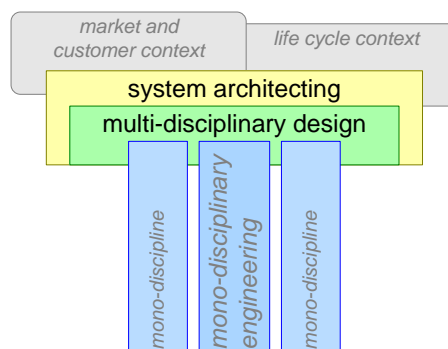 market and
customer context
life cycle context
system architecting
multi-disciplinary design
mono-discipline
mono-disciplinary
engineering
mono-discipline